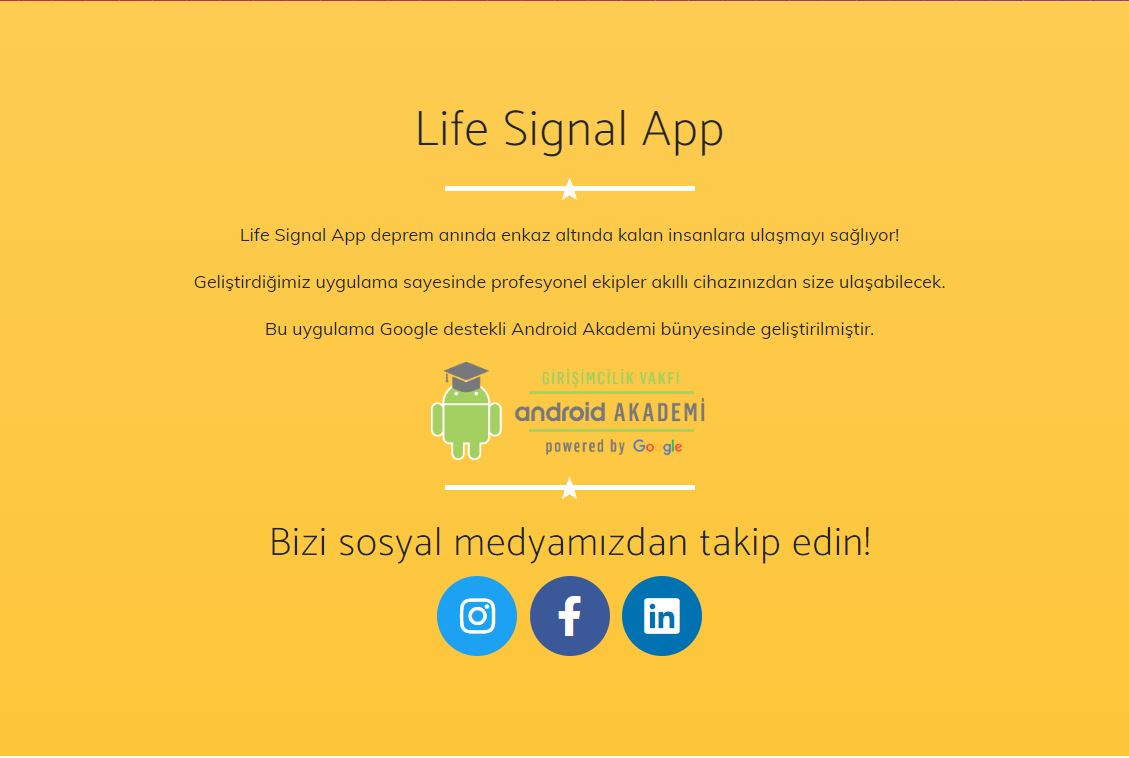 Life Signal App
Life Signal App deprem anında enkaz altında kalan insanlara ulaşmayı sağlıyor!
Geliştirdiğimiz uygulama sayesinde profesyonel ekipler akıllı cihazınızdan size ulaşabilecek.
Bu uygulama Google destekli Android Akademi bünyesinde geliştirilmiştir.
GİRİŞİMCİLİK VAKFI
android AKADEMİ
powered by Google
Bizi sosyal medyamızdan takip edin!
f in